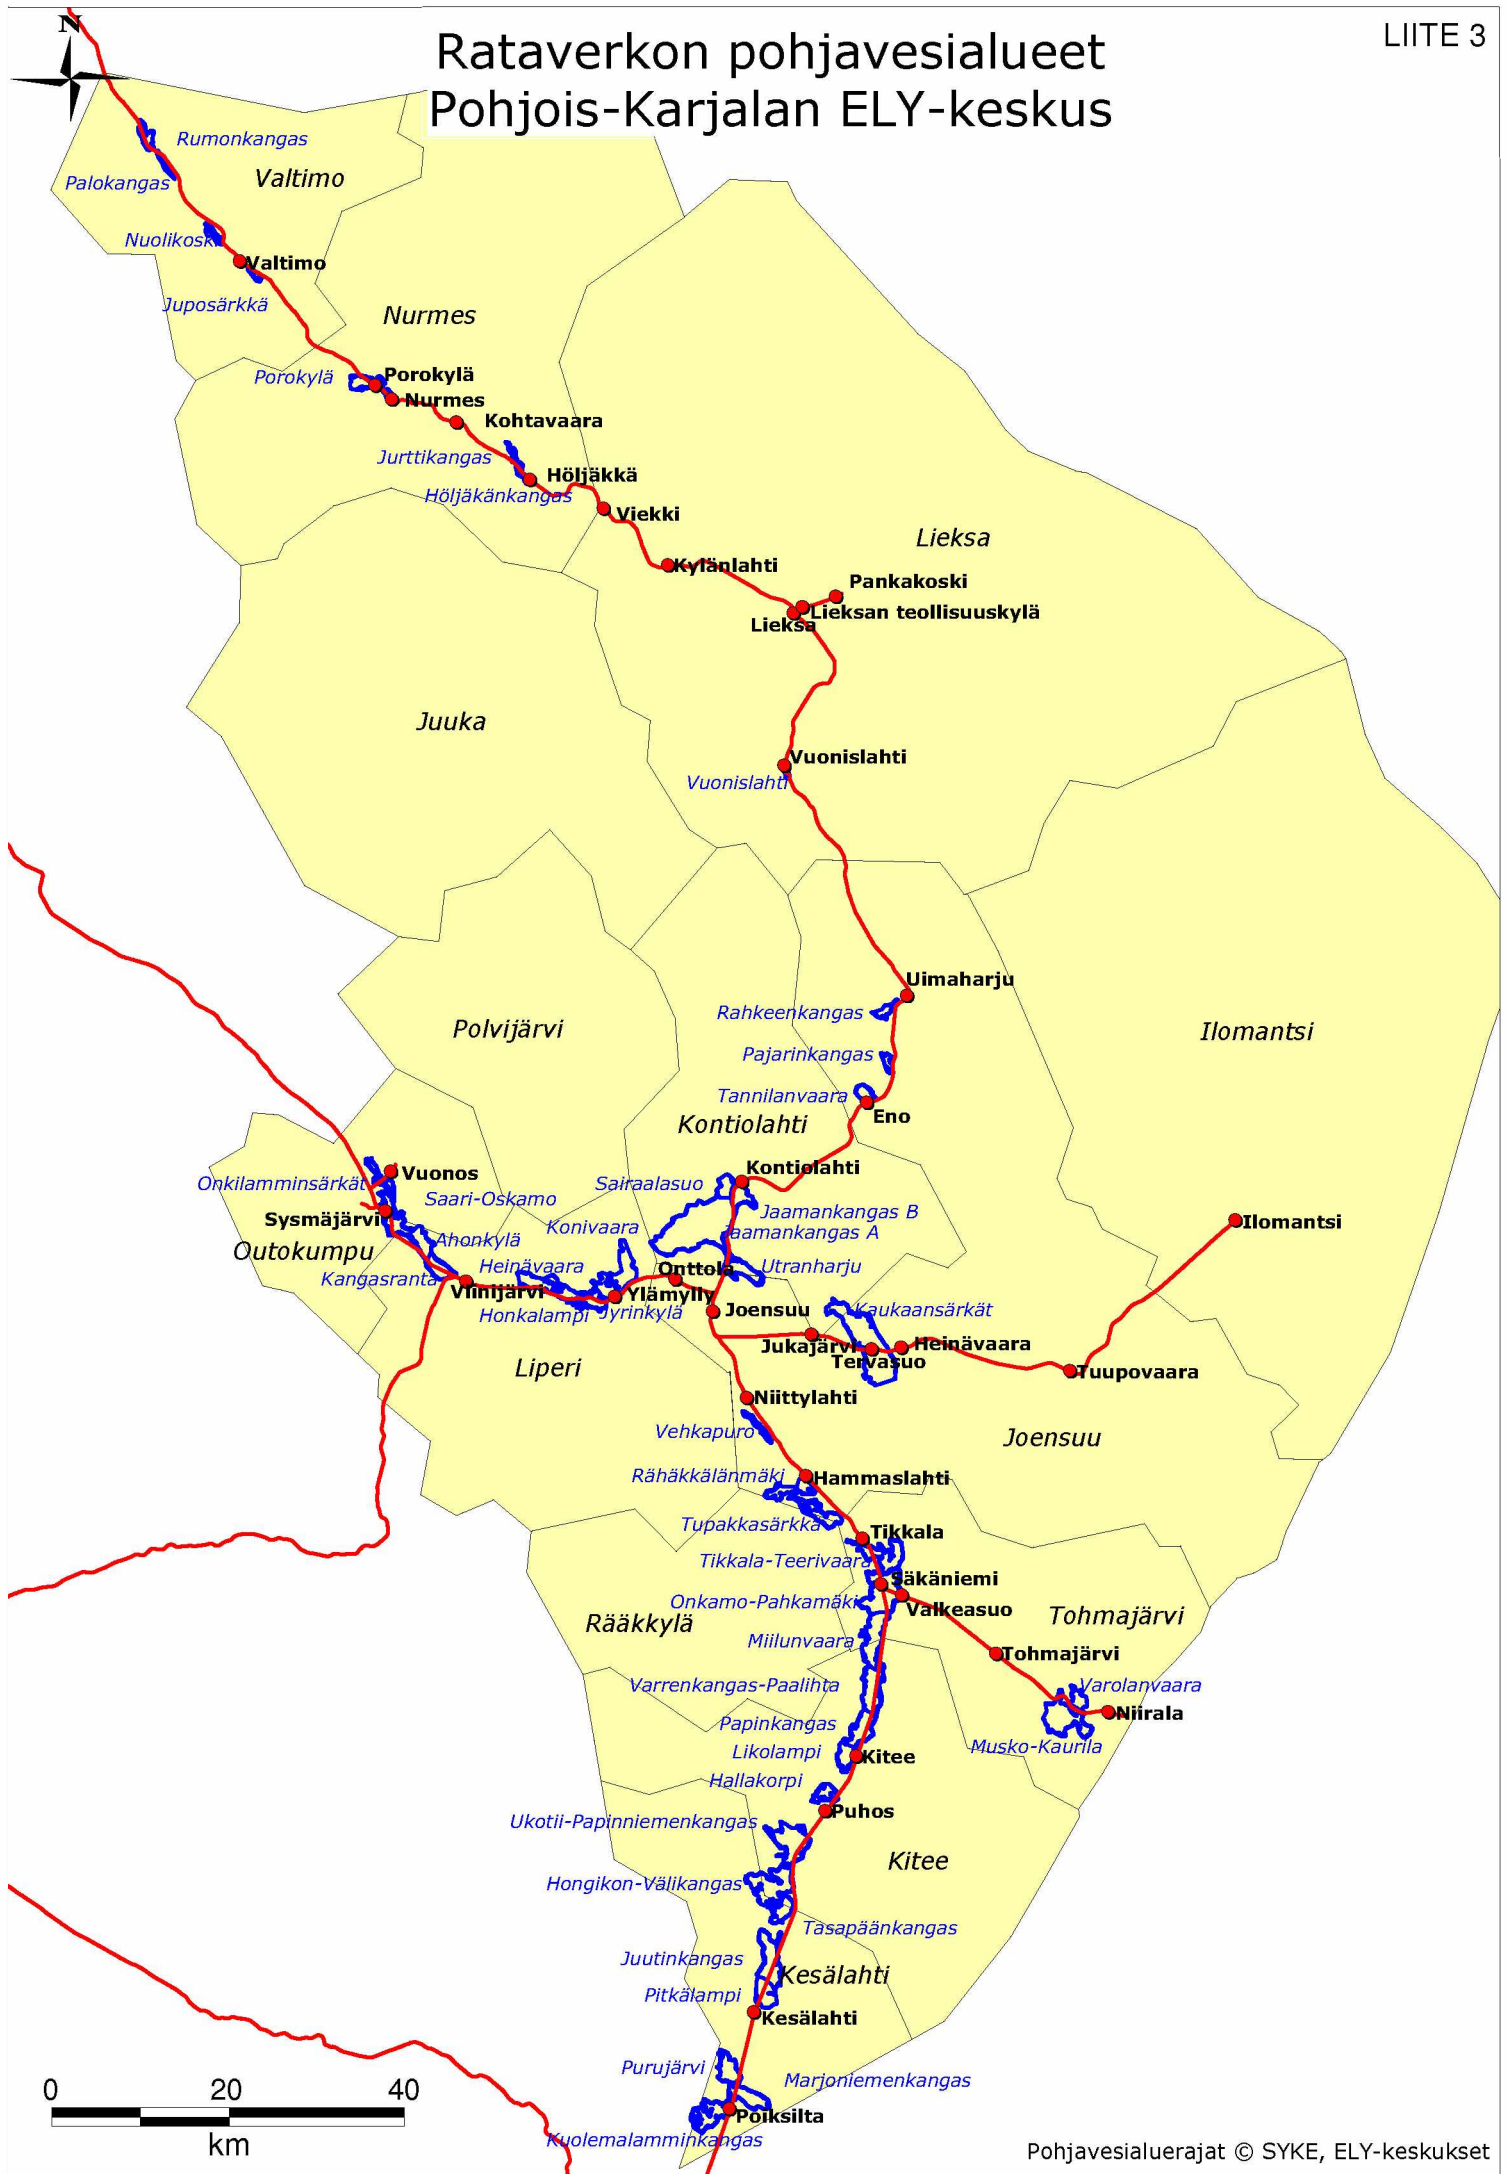 LIITE 3
N
Rataverkon pohjavesialueet
Pohjois-Karjalan ELY-keskus
Rumonkangas
Valtimo
Palokangas
Nuolikoski
Valtimo
Juposärkkä
Nurmes
Porokylä
Porokylä
Nurmes
Kohtavaara
Jurttikangas
Höljäkkä
Höljäkänkangas
Viekki
Lieksa
Kylänlahti
Pankakoski
Lieksan teollisuuskylä
Lieksa
Juuka
Vuonislahti
Vuonislahti
Uimaharju
Rahkeenkangas
Polvijärvi
Ilomantsi
Pajarinkangas
Tannilanvaara
Eno
Kontiolahti
Kontiolahti
Vuonos
Onkilamminsärkät
Sairaalasuo
Saari-Oskamo
Jaamankangas B
Sysmäjärvi
Konivaara
Jaamankangas A
Ilomantsi
Ahonkylä
Outokumpu
Heinävaara
Onttola
Utranharju
Kangasranta
Viinijärvi
Ylämylly
Honkalampi
Jyrinkylä
Joensuu
Kaukaansärkät
Jukajärvi
Heinävaara
Tervasuo
Liperi
Tuupovaara
Niittylahti
Vehkapuro
Joensuu
Rähäkkälänmäki
Hammaslahti
Tupakkasärkkä
Tikkala
Tikkala-Teerivaara
Säkäniemi
Onkamo-Pahkamäki
Valkeasuo
Rääkkylä
Tohmajärvi
Miilunvaara
Tohmajärvi
Varrenkangas-Paalihta
Varolanvaara
Niirala
Papinkangas
Musko-Kaurila
Likolampi
Kitee
Hallakorpi
Puhos
Ukotii-Papinniemenkangas
Kitee
Hongikon-Välikangas
Tasapäänkangas
Juutinkangas
Kesälahti
Pitkälampi
Kesälahti
Purujärvi
Marjoniemenkangas
Poiksilta
Kuolemalamminkangas
0 20 40
km
Pohjavesialuerajat © SYKE, ELY-keskukset